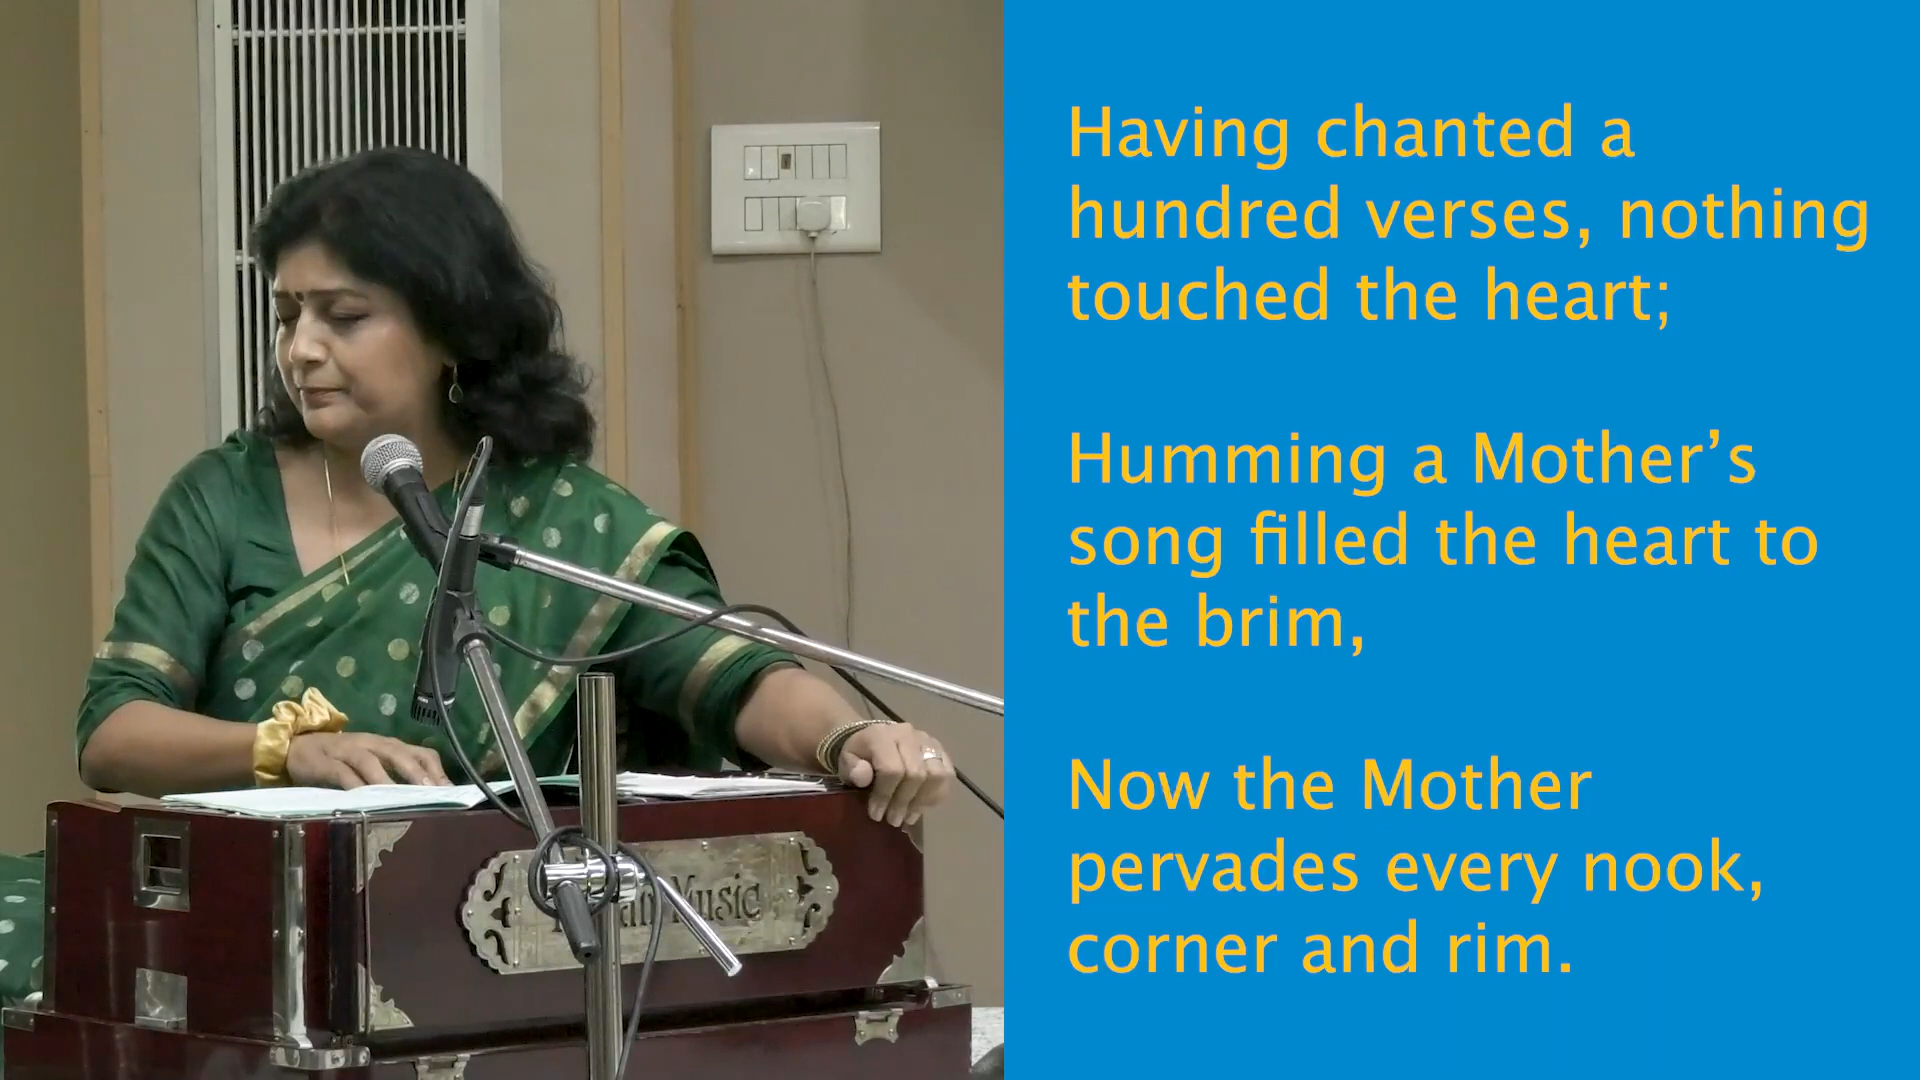 Having chanted a
hundred verses, nothing
touched the heart;
Humming a Mother’s
song filled the heart to
the brim,
Now the Mother
pervades every nook,
corner and rim.
Music